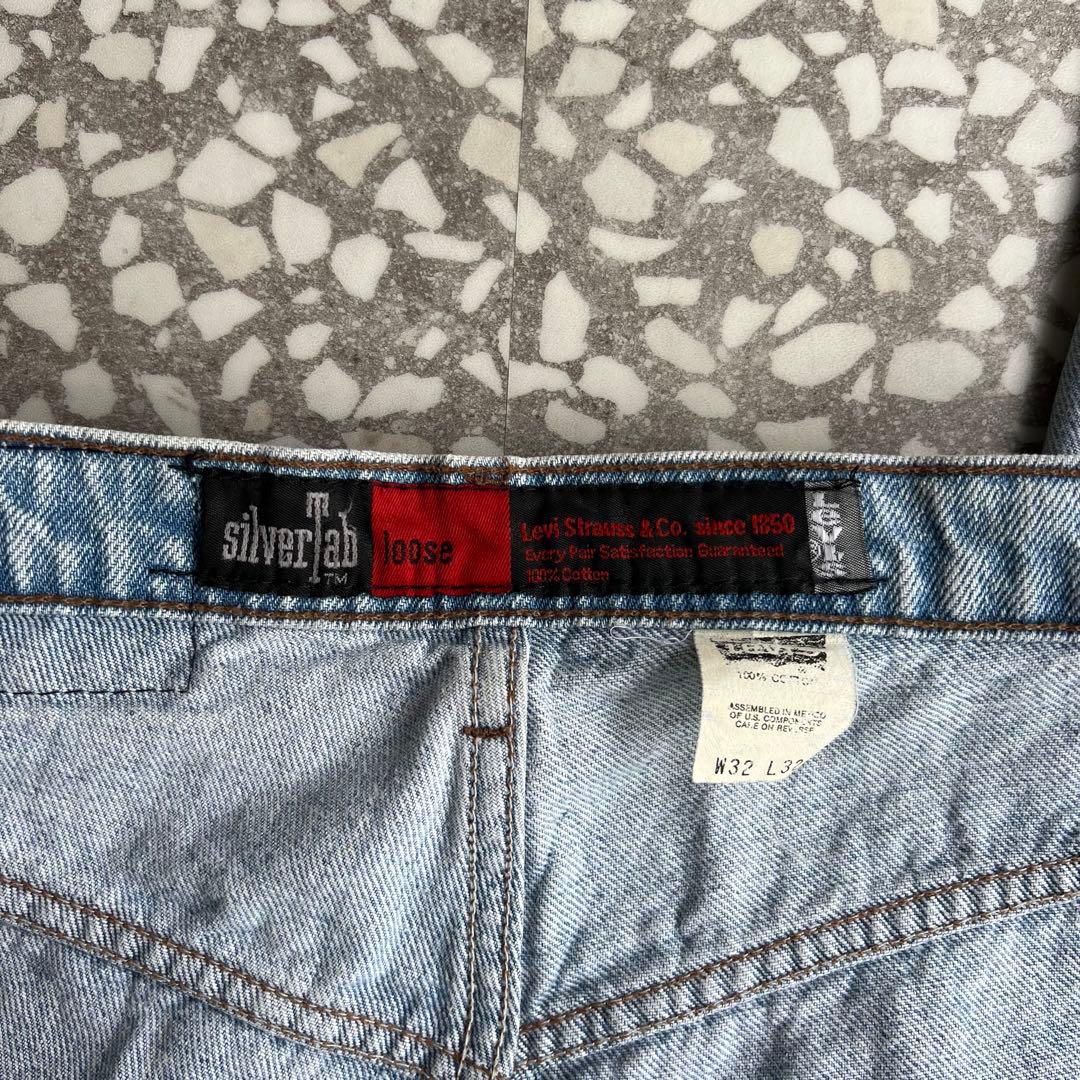 silverTab
TM
loose
Levi Strauss & Co. since 1850
Every Pair Satisfaction Guaranteed
100% Cotton
LEVI'S
100% COTTON
ASSEMBLED IN MEXICO
OF U.S. COMPONENTS
CARE ON REVERSE
W32 L32